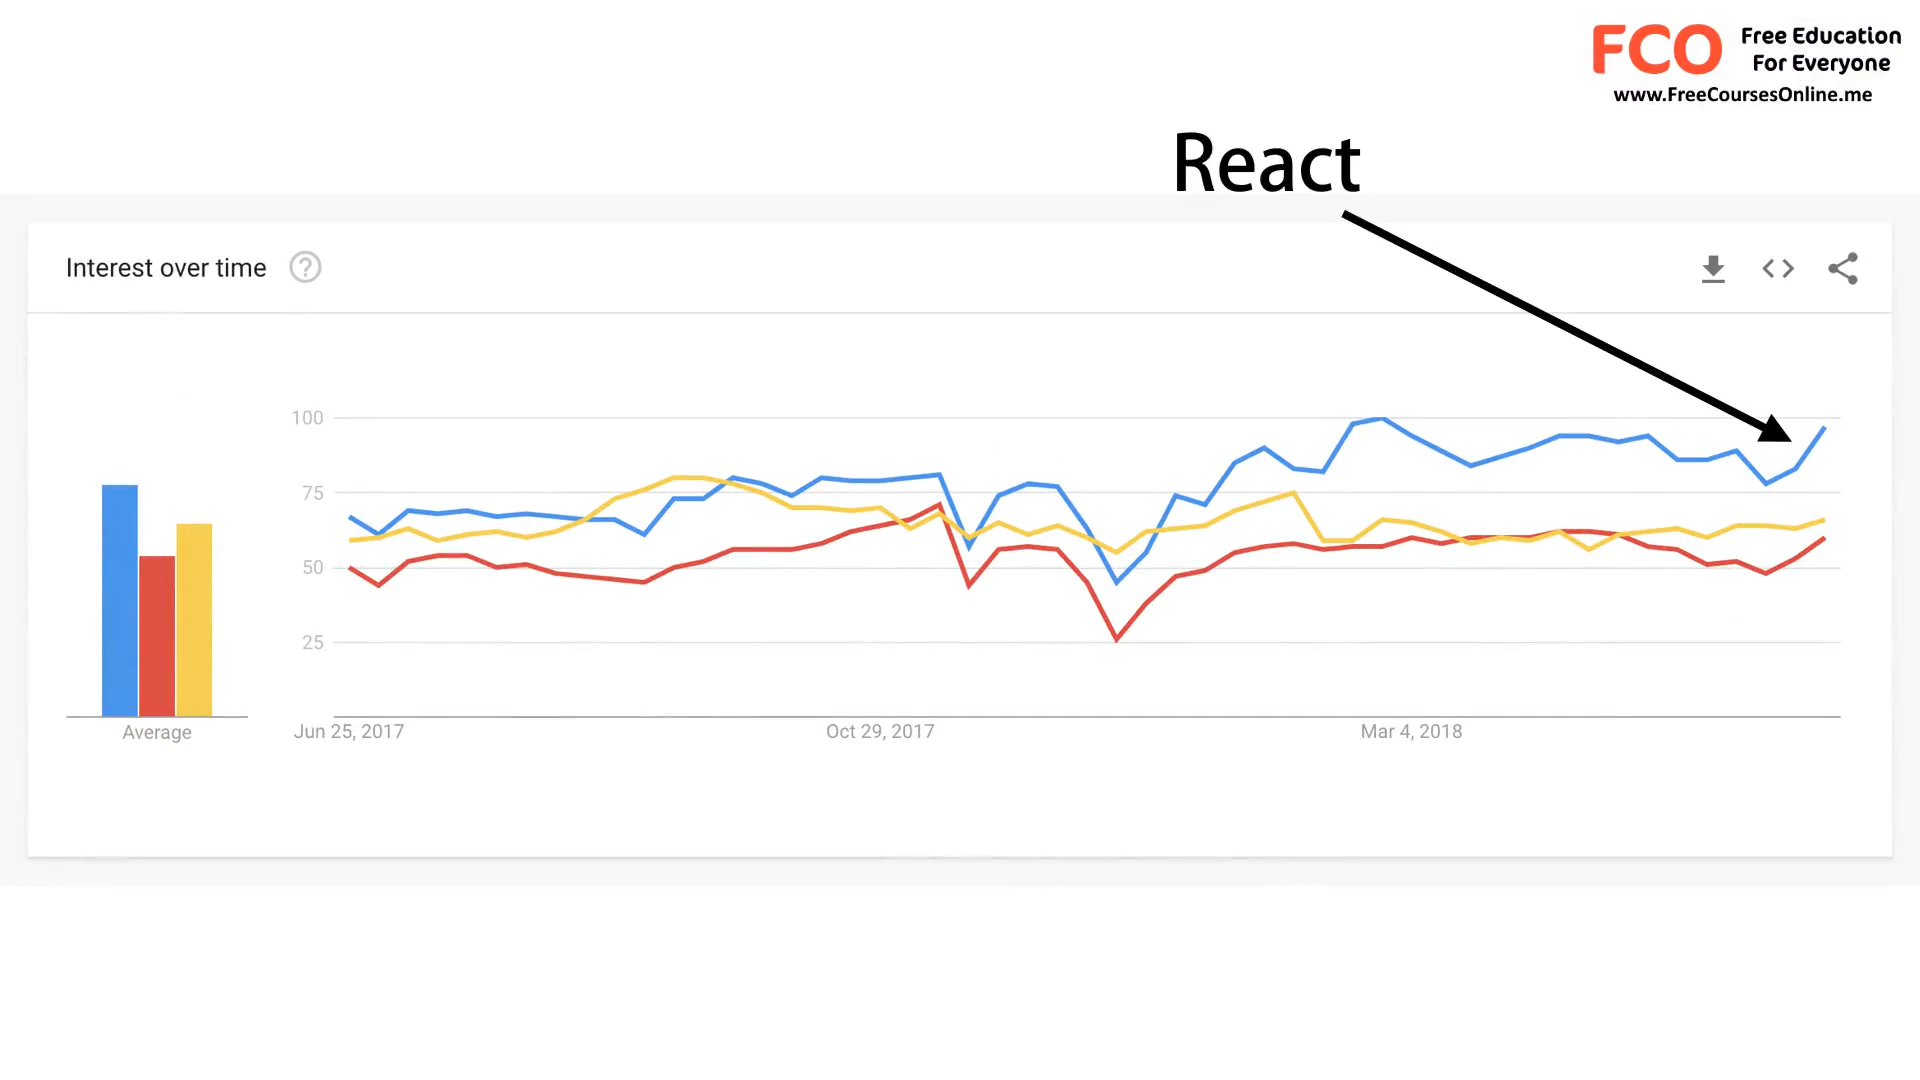 FCO
Free Education
For Everyone
www.FreeCoursesOnline.me
React
Interest over time ?
100
75
50
25
Average
Jun 25, 2017
Oct 29, 2017
Mar 4, 2018